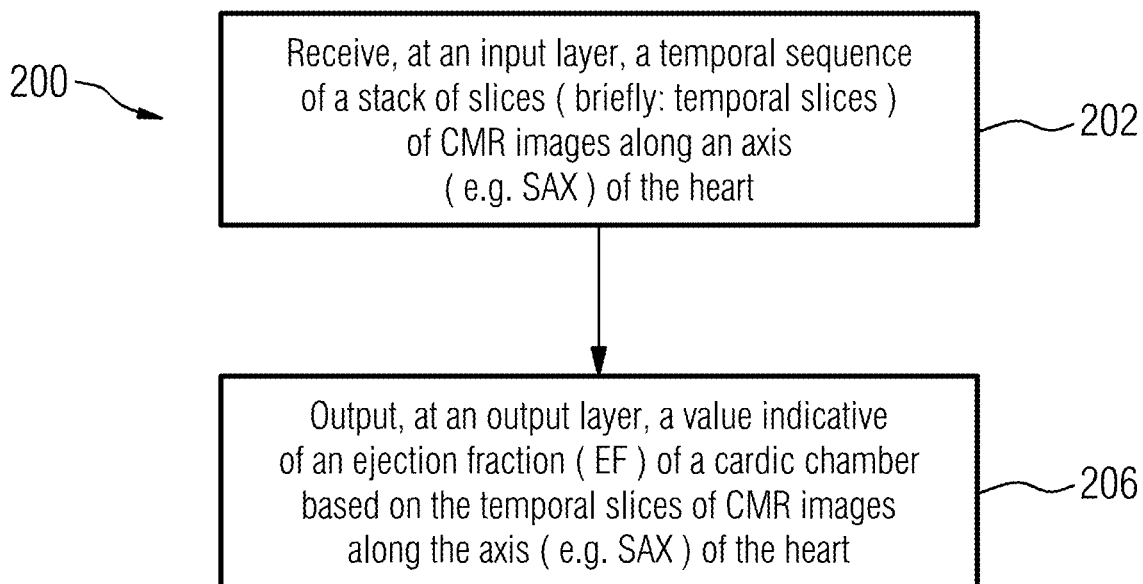 200
Receive, at an input layer, a temporal sequence
of a stack of slices ( briefly: temporal slices )
of CMR images along an axis
( e.g. SAX ) of the heart
202
Output, at an output layer, a value indicative
of an ejection fraction ( EF ) of a cardic chamber
based on the temporal slices of CMR images
along the axis ( e.g. SAX ) of the heart
206